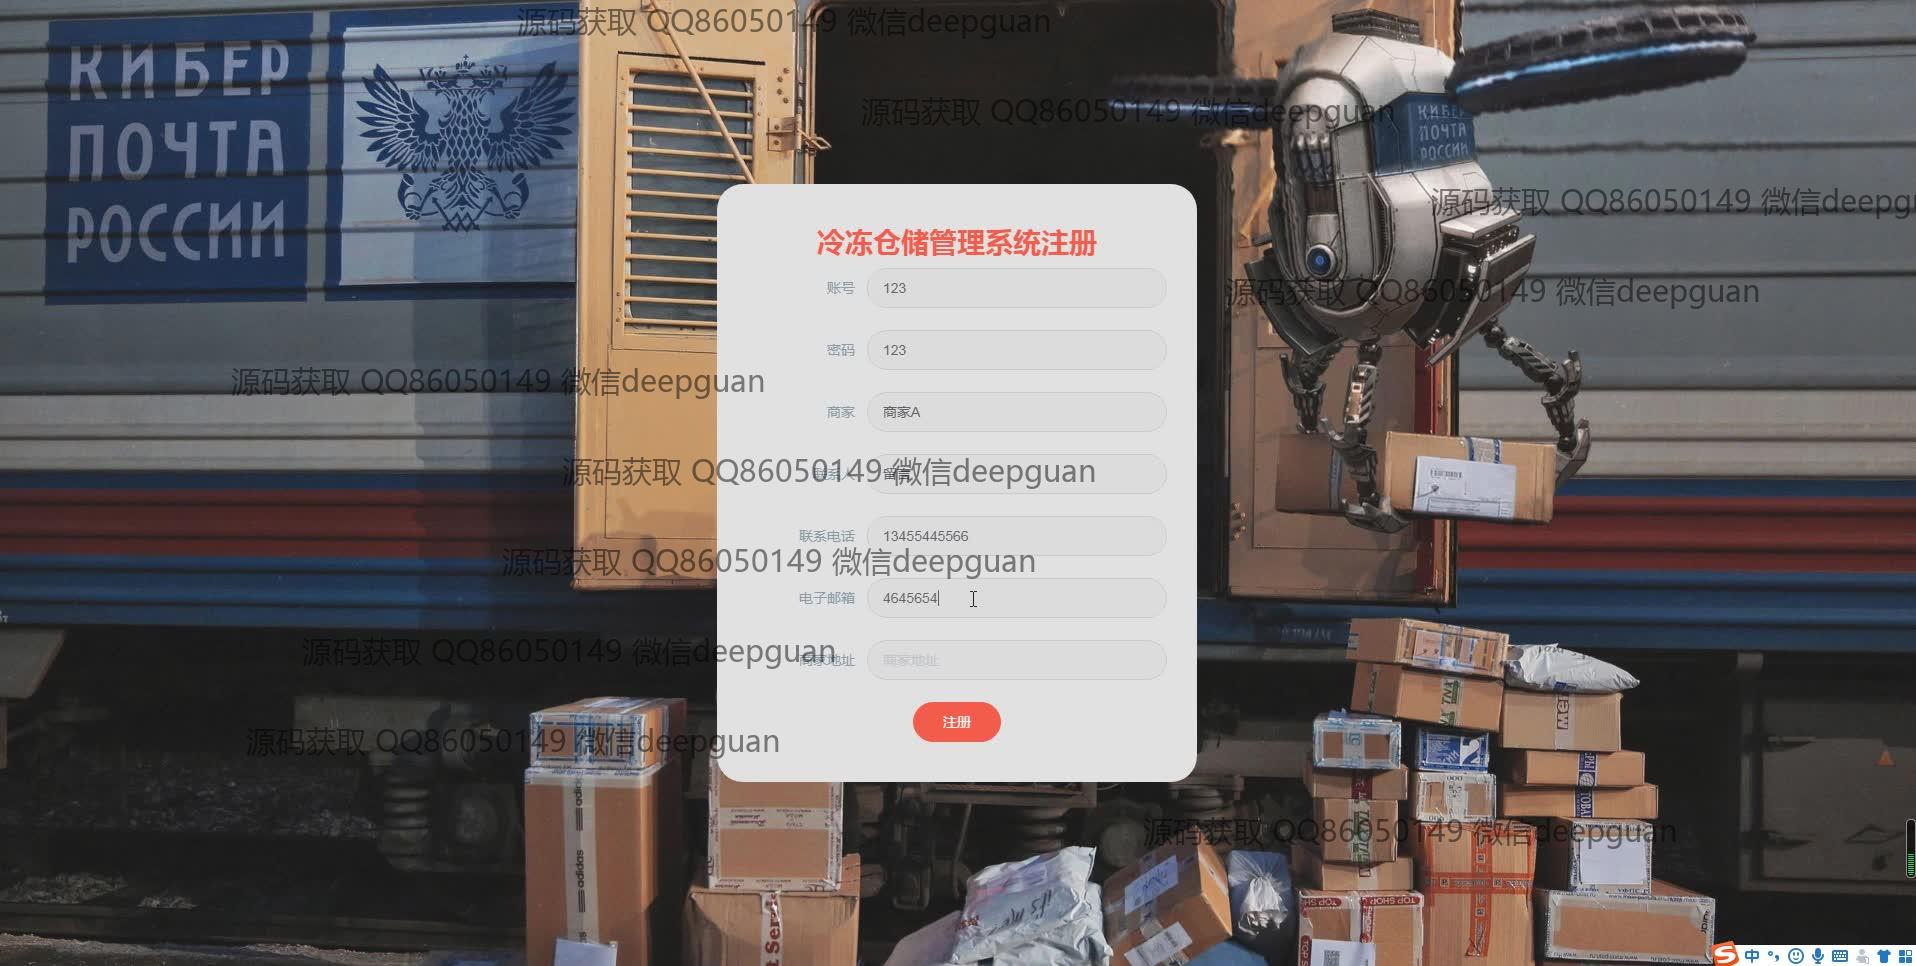 源码获取 QQ86050149 微信deepguan
КИБЕР
ПОЧТА
РОССИИ
源码获取 QQ86050149 微信deepguan
КИБЕР
ПОЧТА
РОССИИ
源码获取 QQ86050149 微信deepgu
冷冻仓储管理系统注册
账号 123
源码获取 QQ86050149 微信deepguan
密码 123
源码获取 QQ86050149 微信deepguan
商家 商家A
源码获取 QQ86050149 微信deepguan
联系人 留言
联系电话 13455445566
源码获取 QQ86050149 微信deepguan
电子邮箱 4645654
源码获取 QQ86050149 微信deepguan
商家地址 商家地址
注册
源码获取 QQ86050149 微信deepguan
源码获取 QQ86050149 微信deepguan
adidas
TOP SHOP
it's me
中